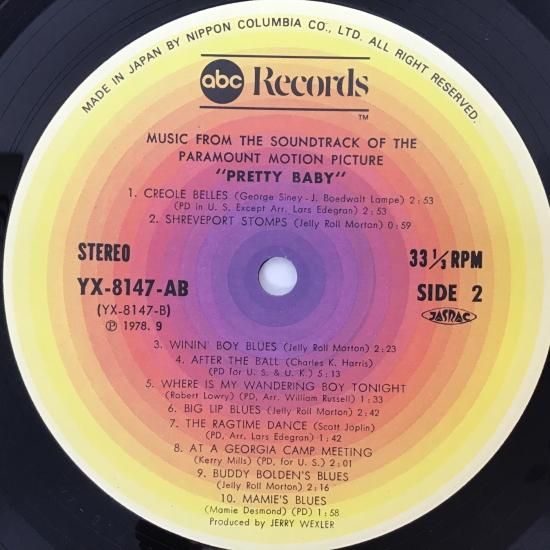 MADE IN JAPAN BY NIPPON COLUMBIA CO., LTD. ALL RIGHT RESERVED.
abc Records
TM
MUSIC FROM THE SOUNDTRACK OF THE
PARAMOUNT MOTION PICTURE
"PRETTY BABY"
1. CREOLE BELLES (George Siney - J. Boedwalt Lampe) 2:53
(PD in U. S. Except Arr. Lars Edegran) 2:53
2. SHREVEPORT STOMPS (Jelly Roll Morton) 0:59
STEREO
33 1/3 RPM
YX-8147-AB
SIDE 2
(YX-8147-B)
JASRAC
Ⓟ 1978. 9
3. WININ' BOY BLUES (Jelly Roll Morton) 2:23
4. AFTER THE BALL (Charles K. Harris)
(PD for U. S. & U. K.) 5:13
5. WHERE IS MY WANDERING BOY TONIGHT
(Robert Lowry) (PD, Arr. William Russell) 1:33
6. BIG LIP BLUES (Jelly Roll Morton) 2:42
7. THE RAGTIME DANCE (Scott Joplin)
(PD, Arr. Lars Edegran) 1:42
8. AT A GEORGIA CAMP MEETING
(Kerry Mills) (PD, for U. S.) 2:01
9. BUDDY BOLDEN'S BLUES
(Jelly Roll Morton) 2:16
10. MAMIE'S BLUES
(Mamie Desmond) (PD) 1:58
Produced by JERRY WEXLER